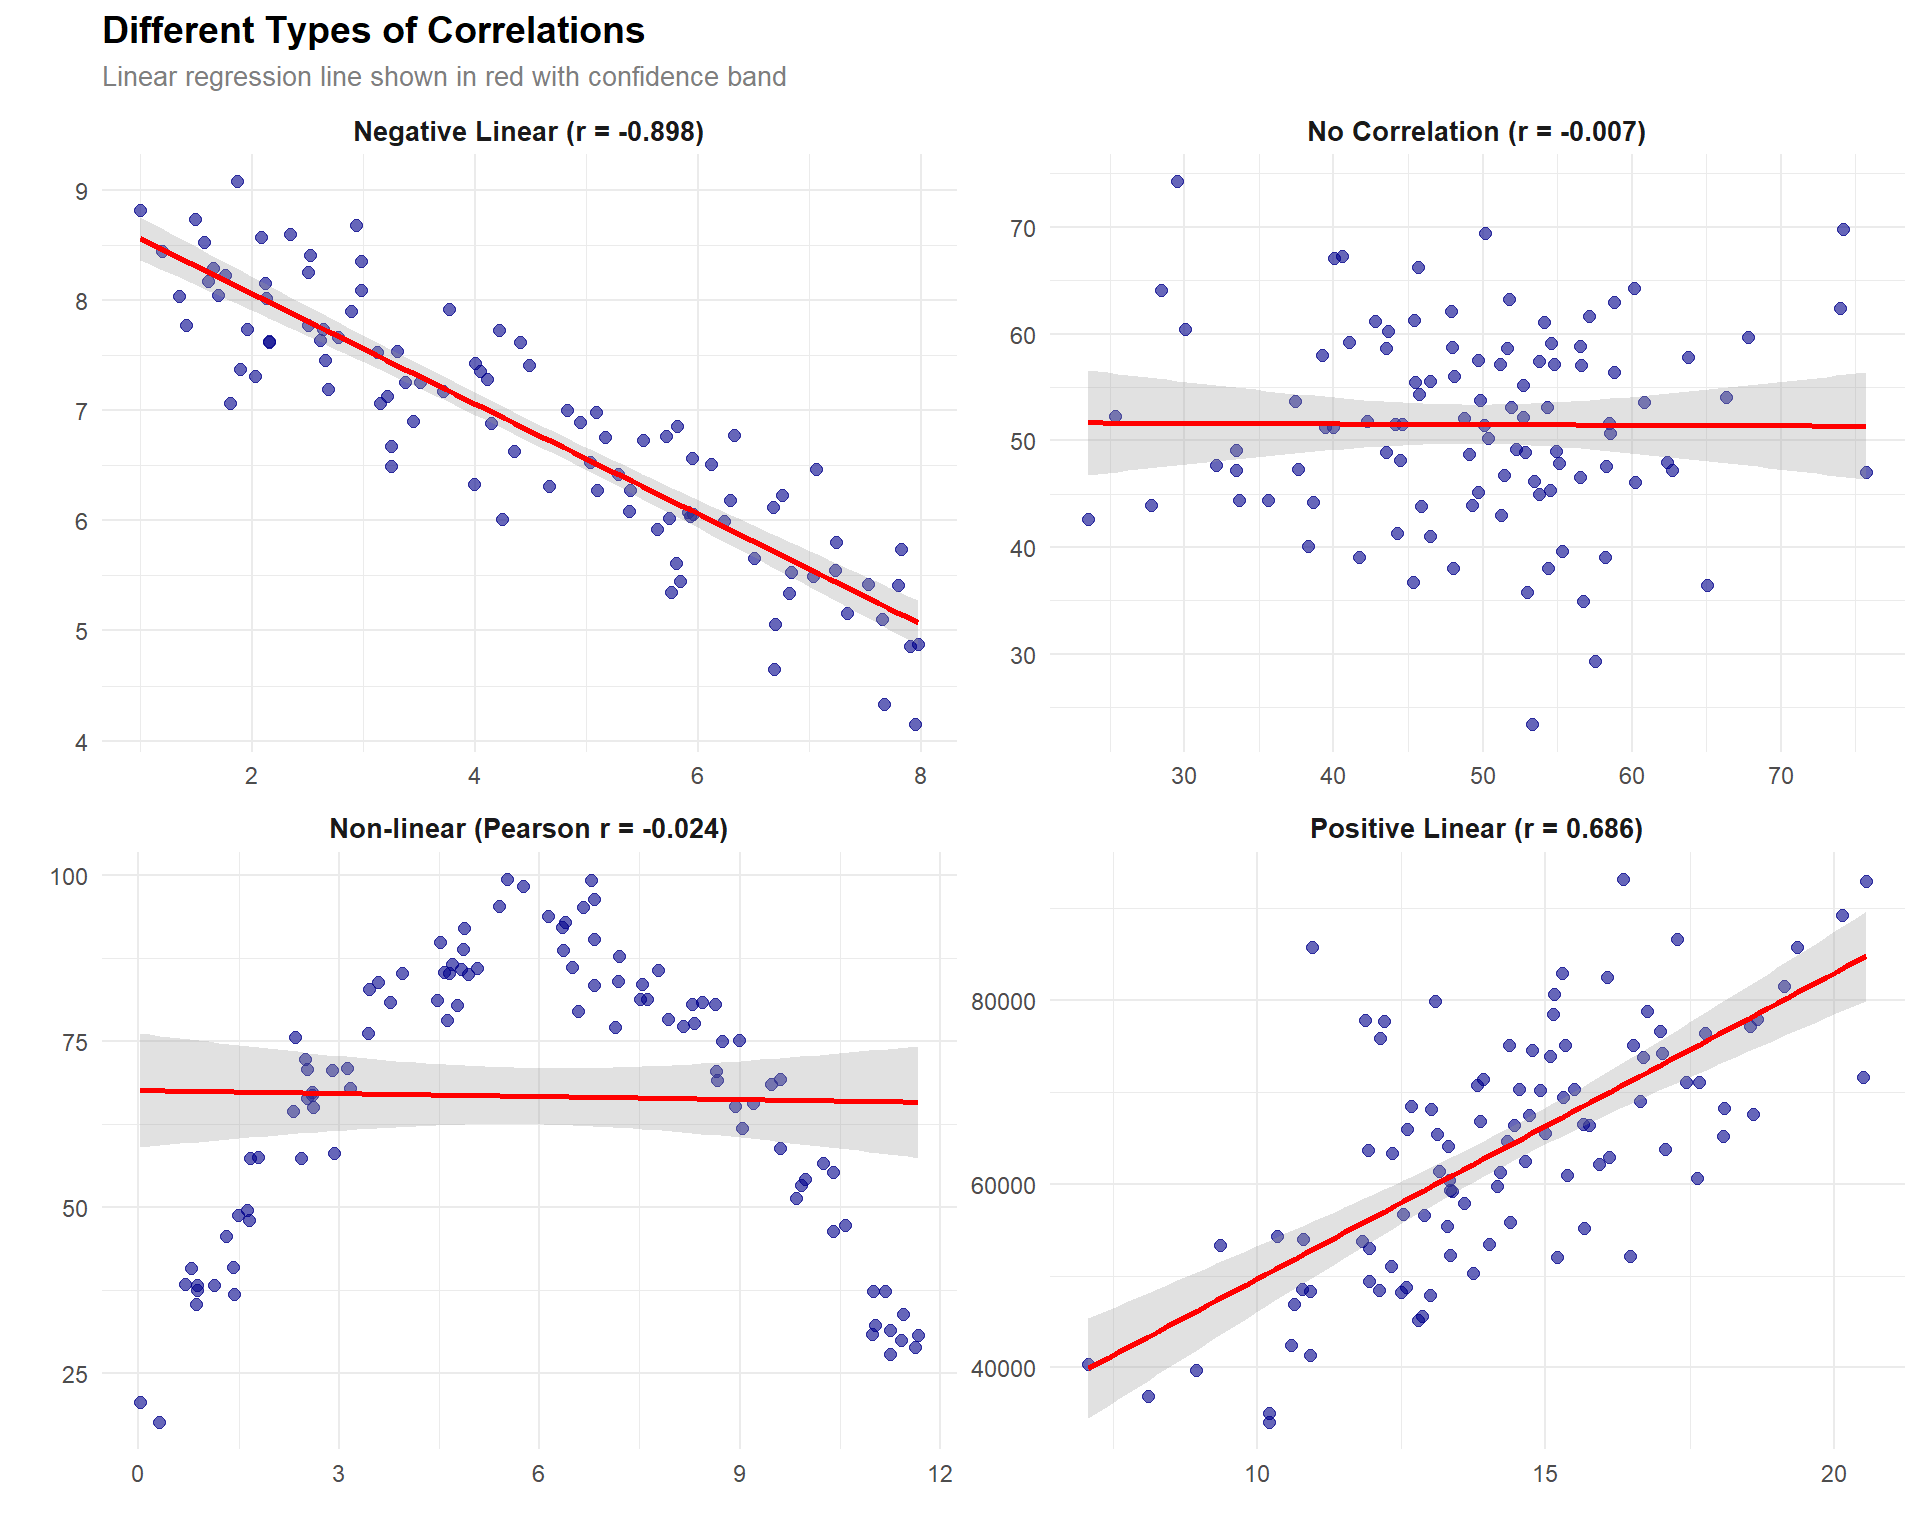 Different Types of Correlations
Linear regression line shown in red with confidence band
Negative Linear (r = -0.898)
9
8
7
6
5
4
2 4 6 8
No Correlation (r = -0.007)
70
60
50
40
30
30 40 50 60 70
Non-linear (Pearson r = -0.024)
100
75
50
25
0 3 6 9 12
Positive Linear (r = 0.686)
80000
60000
40000
10 15 20